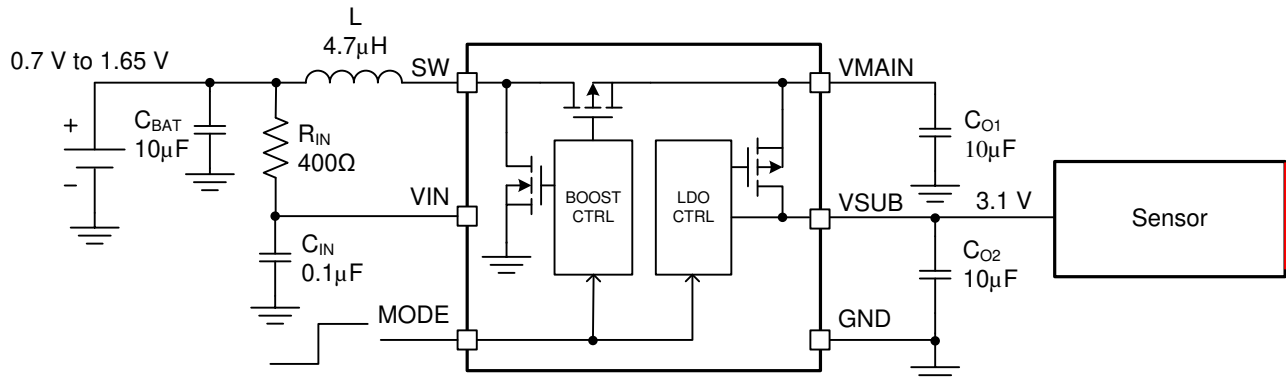 L
4.7μH
0.7 V to 1.65 V
SW
VMAIN
+
−
C_BAT
10μF
R_IN
400Ω
C_O1
10μF
BOOST
CTRL
LDO
CTRL
VIN
VSUB
3.1 V
Sensor
C_IN
0.1μF
C_O2
10μF
MODE
GND